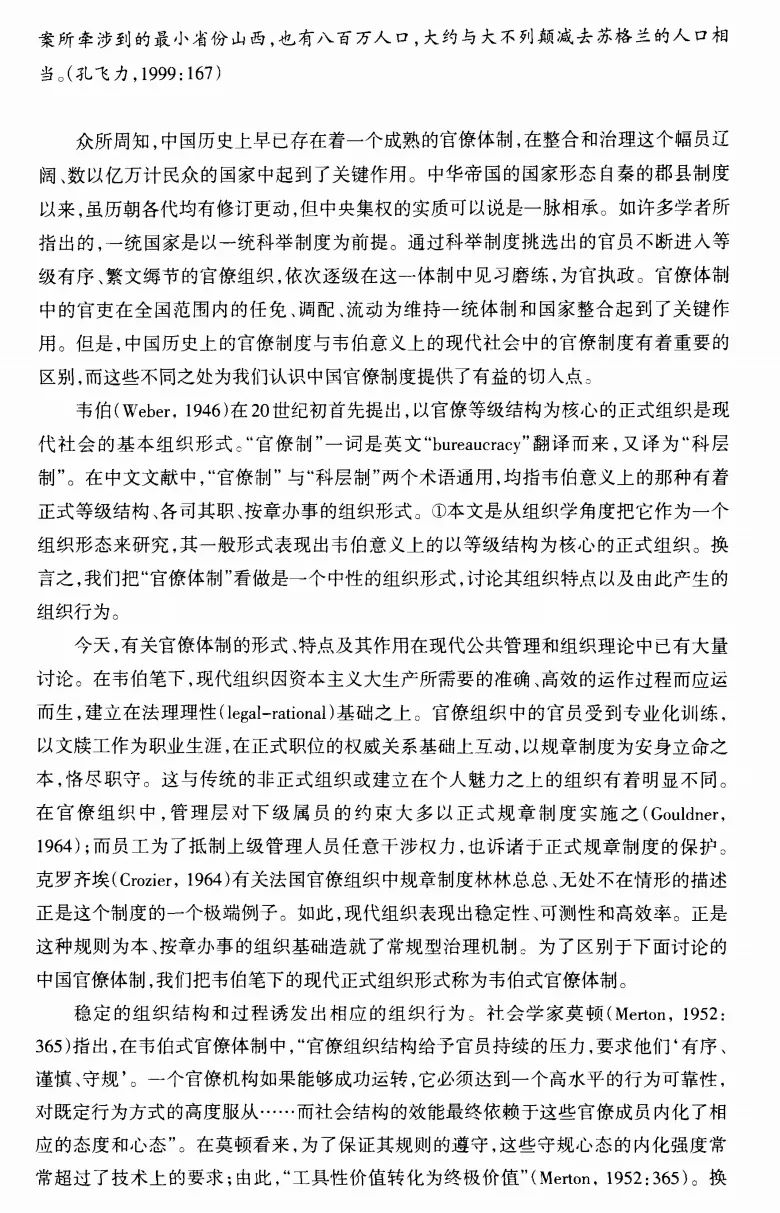 案所牵涉到的最小省份山西,也有八百万人口,大约与大不列颠减去苏格兰的人口相
当。(孔飞力,1999:167)
众所周知,中国历史上早已存在着一个成熟的官僚体制,在整合和治理这个幅员辽
阔、数以亿万计民众的国家中起到了关键作用。中华帝国的国家形态自秦的郡县制度
以来,虽历朝各代均有修订更动,但中央集权的实质可以说是一脉相承。如许多学者所
指出的,一统国家是以一统科举制度为前提。通过科举制度挑选出的官员不断进入等
级有序、繁文缛节的官僚组织,依次逐级在这一体制中见习磨练,为官执政。官僚体制
中的官吏在全国范围内的任免、调配、流动为维持一统体制和国家整合起到了关键作
用。但是,中国历史上的官僚制度与韦伯意义上的现代社会中的官僚制度有着重要的
区别,而这些不同之处为我们认识中国官僚制度提供了有益的切入点。
韦伯(Weber, 1946)在20世纪初首先提出,以官僚等级结构为核心的正式组织是现
代社会的基本组织形式。“官僚制”一词是英文“bureaucracy”翻译而来,又译为“科层
制”。在中文文献中,“官僚制”与“科层制”两个术语通用,均指韦伯意义上的那种有着
正式等级结构、各司其职、按章办事的组织形式。①本文是从组织学角度把它作为一个
组织形态来研究,其一般形式表现出韦伯意义上的以等级结构为核心的正式组织。换
言之,我们把“官僚体制”看做是一个中性的组织形式,讨论其组织特点以及由此产生的
组织行为。
今天,有关官僚体制的形式、特点及其作用在现代公共管理和组织理论中已有大量
讨论。在韦伯笔下,现代组织因资本主义大生产所需要的准确、高效的运作过程而应运
而生,建立在法理理性(legal-rational)基础之上。官僚组织中的官员受到专业化训练,
以文牍工作为职业生涯,在正式职位的权威关系基础上互动,以规章制度为安身立命之
本,恪尽职守。这与传统的非正式组织或建立在个人魅力之上的组织有着明显不同。
在官僚组织中,管理层对下级属员的约束大多以正式规章制度实施之(Gouldner,
1964);而员工为了抵制上级管理人员任意干涉权力,也诉诸于正式规章制度的保护。
克罗齐埃(Crozier, 1964)有关法国官僚组织中规章制度林林总总、无处不在情形的描述
正是这个制度的一个极端例子。如此,现代组织表现出稳定性、可测性和高效率。正是
这种规则为本、按章办事的组织基础造就了常规型治理机制。为了区别于下面讨论的
中国官僚体制,我们把韦伯笔下的现代正式组织形式称为韦伯式官僚体制。
稳定的组织结构和过程诱发出相应的组织行为。社会学家莫顿(Merton, 1952:
365)指出,在韦伯式官僚体制中,“官僚组织结构给予官员持续的压力,要求他们‘有序、
谨慎、守规’。一个官僚机构如果能够成功运转,它必须达到一个高水平的行为可靠性,
对既定行为方式的高度服从……而社会结构的效能最终依赖于这些官僚成员内化了相
应的态度和心态”。在莫顿看来,为了保证其规则的遵守,这些守规心态的内化强度常
常超过了技术上的要求;由此,“工具性价值转化为终极价值”(Merton, 1952:365)。换